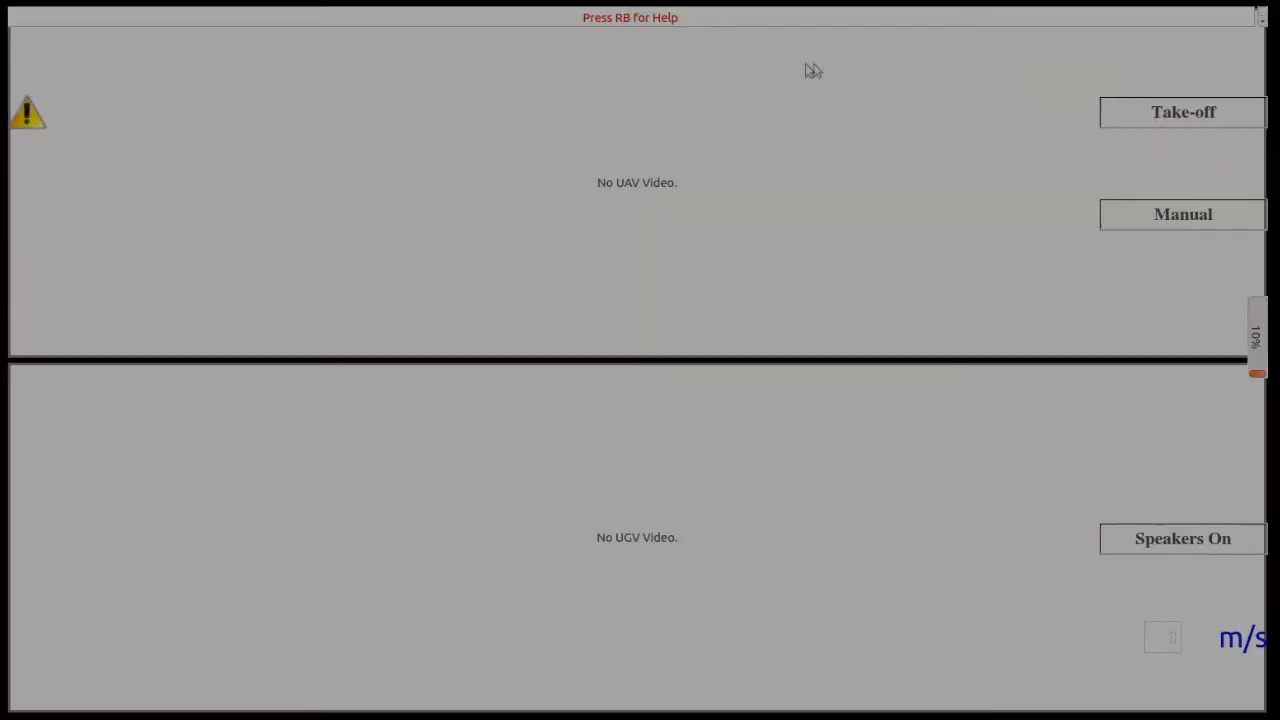 Press RB for Help
Take-off
No UAV Video.
Manual
10%
No UGV Video.
Speakers On
m/s